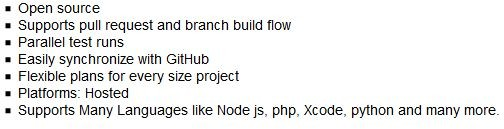 Open source
Supports pull request and branch build flow
Parallel test runs
Easily synchronize with GitHub
Flexible plans for every size project
Platforms: Hosted
Supports Many Languages like Node js, php, Xcode, python and many more.